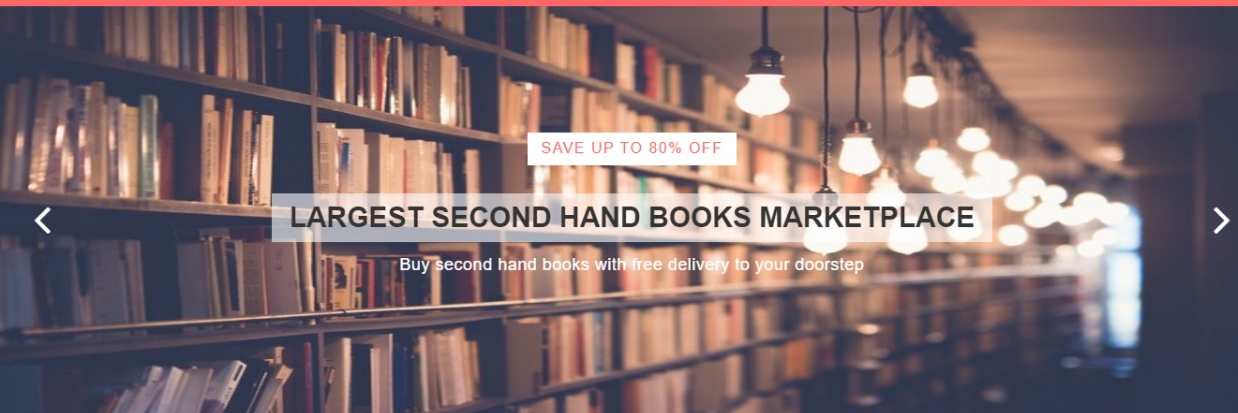 SAVE UP TO 80% OFF
LARGEST SECOND HAND BOOKS MARKETPLACE
Buy second hand books with free delivery to your doorstep